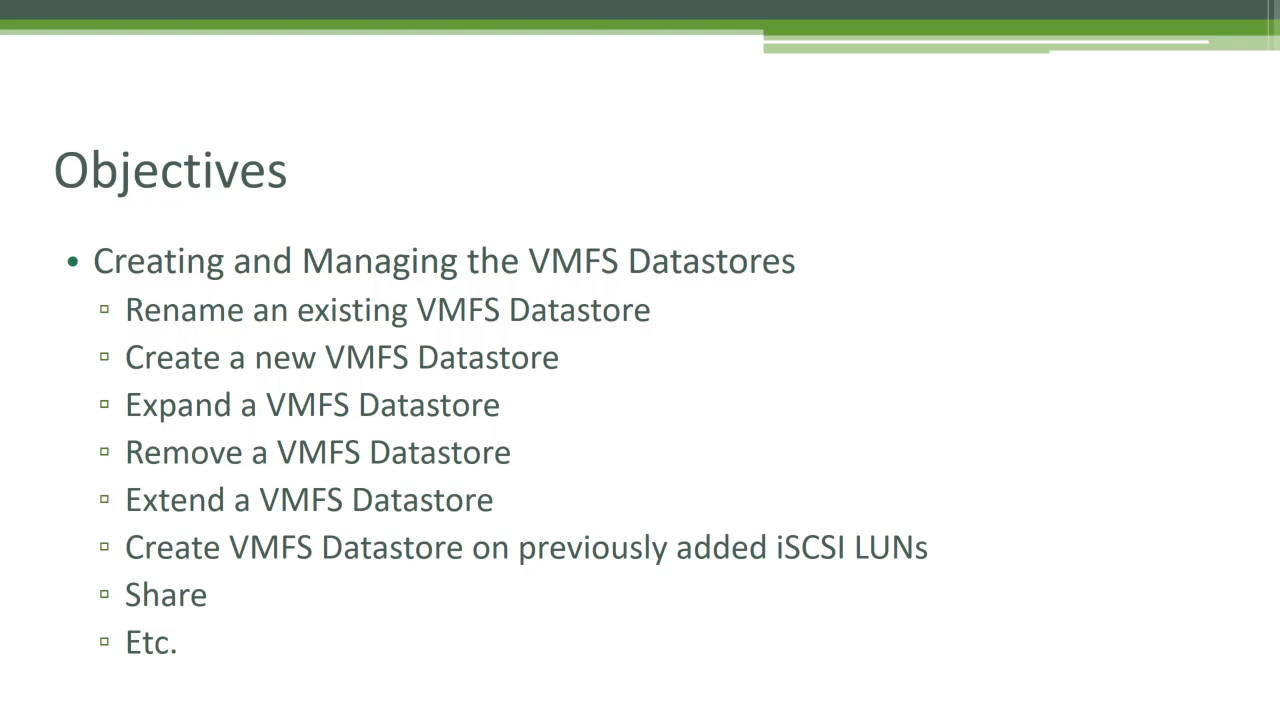 Objectives
• Creating and Managing the VMFS Datastores
▫ Rename an existing VMFS Datastore
▫ Create a new VMFS Datastore
▫ Expand a VMFS Datastore
▫ Remove a VMFS Datastore
▫ Extend a VMFS Datastore
▫ Create VMFS Datastore on previously added iSCSI LUNs
▫ Share
▫ Etc.